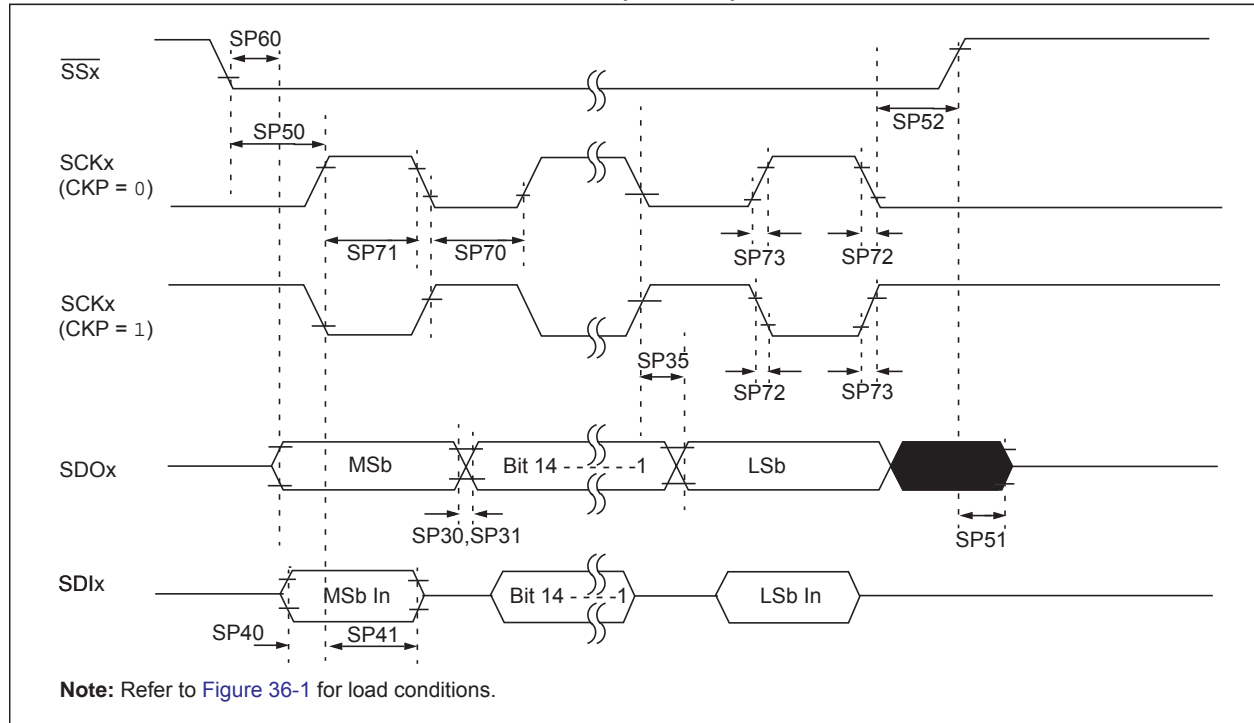 SP60
SSx
SP50
SP52
SCKx
(CKP = 0)
SP71
SP70
SP73
SP72
SCKx
(CKP = 1)
SP35
SP72
SP73
SDOx
MSb
Bit 14 - - - - - - -1
LSb
SP30,SP31
SP51
SDIx
MSb In
Bit 14 - - - - -1
LSb In
SP40
SP41
Note: Refer to Figure 36-1 for load conditions.